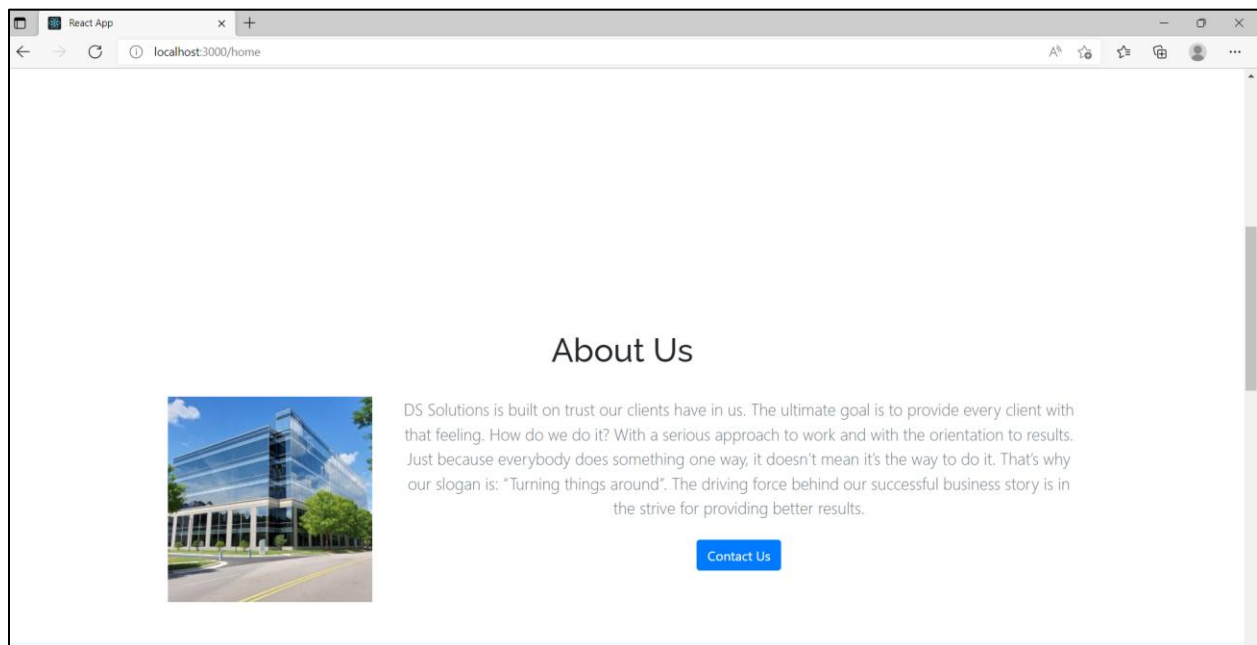 React App
localhost:3000/home
About Us
DS Solutions is built on trust our clients have in us. The ultimate goal is to provide every client with
that feeling. How do we do it? With a serious approach to work and with the orientation to results.
Just because everybody does something one way, it doesn't mean it's the way to do it. That's why
our slogan is: “Turning things around”. The driving force behind our successful business story is in
the strive for providing better results.
Contact Us